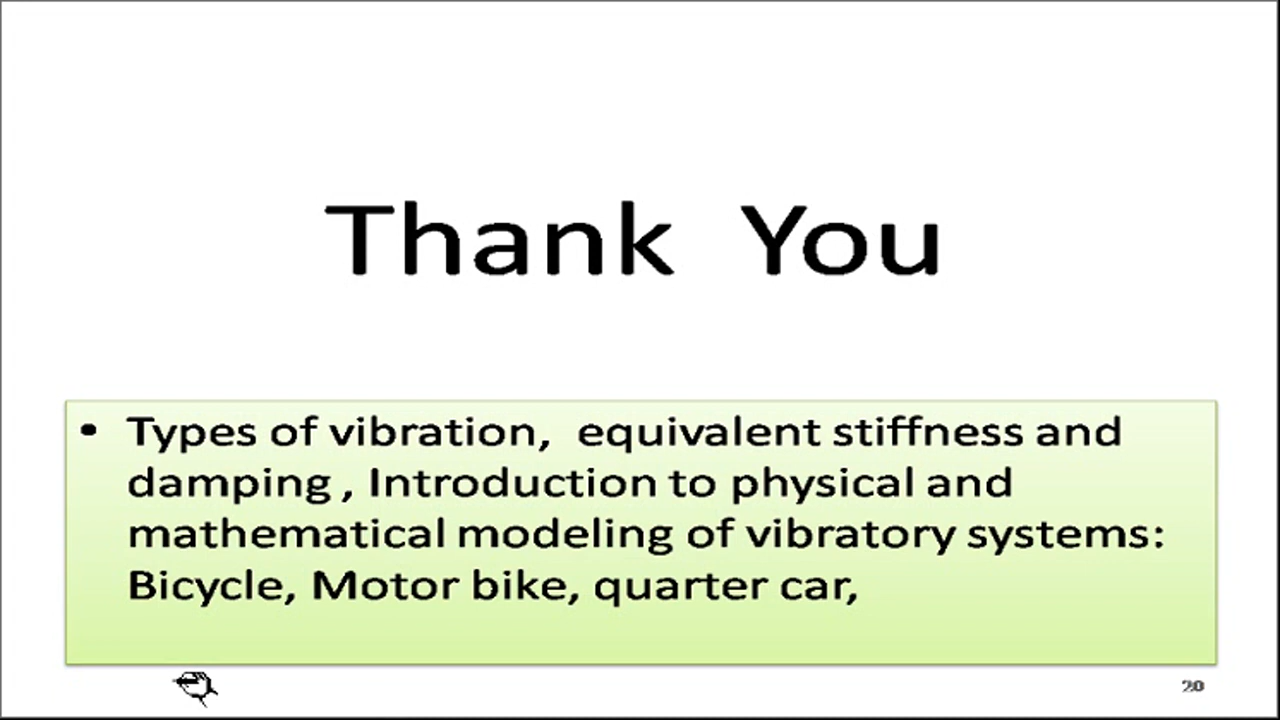 Thank You
• Types of vibration, equivalent stiffness and
damping , Introduction to physical and
mathematical modeling of vibratory systems:
Bicycle, Motor bike, quarter car,
20